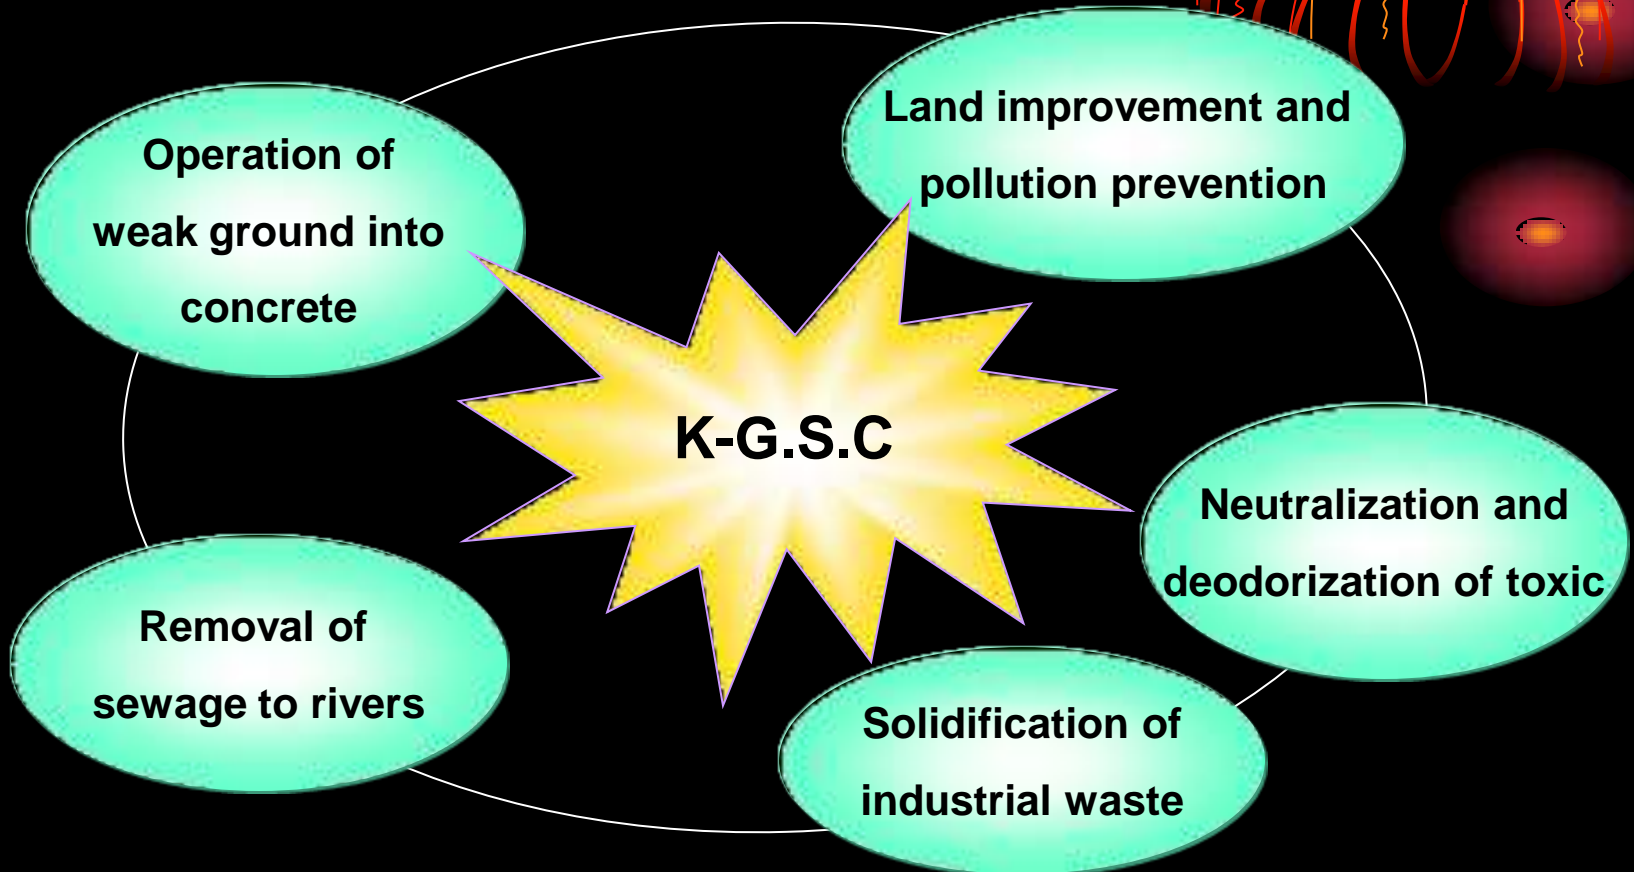 Operation of
weak ground into
concrete
Land improvement and
pollution prevention
K-G.S.C
Neutralization and
deodorization of toxic
Removal of
sewage to rivers
Solidification of
industrial waste